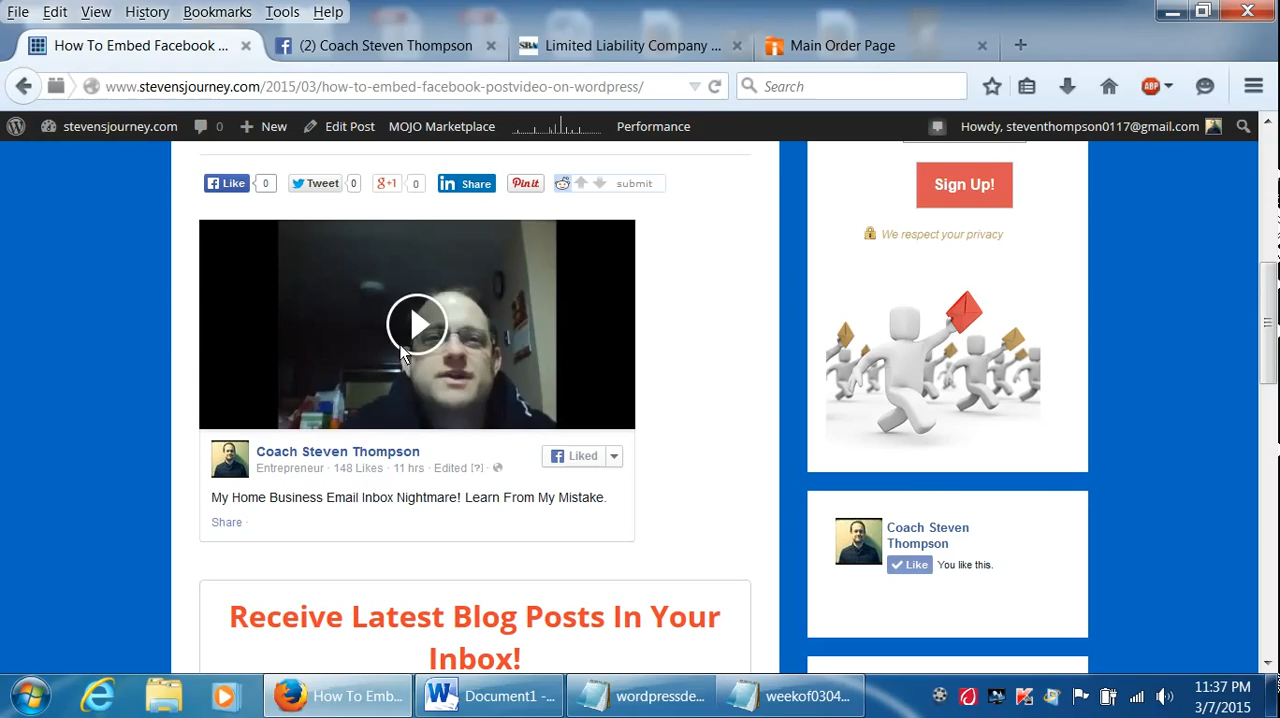 File Edit View History Bookmarks Tools Help
How To Embed Facebook ...
(2) Coach Steven Thompson
SBA Limited Liability Company ...
Main Order Page
www.stevensjourney.com/2015/03/how-to-embed-facebook-postvideo-on-wordpress/
Search
ABP
stevensjourney.com 0 New Edit Post MOJO Marketplace Performance
Howdy, steventhompson0117@gmail.com
Like 0 Tweet 0 g+1 0 in Share Pin it submit
Sign Up!
We respect your privacy
Coach Steven Thompson
Liked
Entrepreneur · 148 Likes · 11 hrs · Edited [?] ·
My Home Business Email Inbox Nightmare! Learn From My Mistake.
Share ·
Coach Steven
Thompson
Like You like this.
Receive Latest Blog Posts In Your
Inbox!
How To Emb...
Document1 -...
wordpressde...
weekof0304...
11:37 PM
3/7/2015